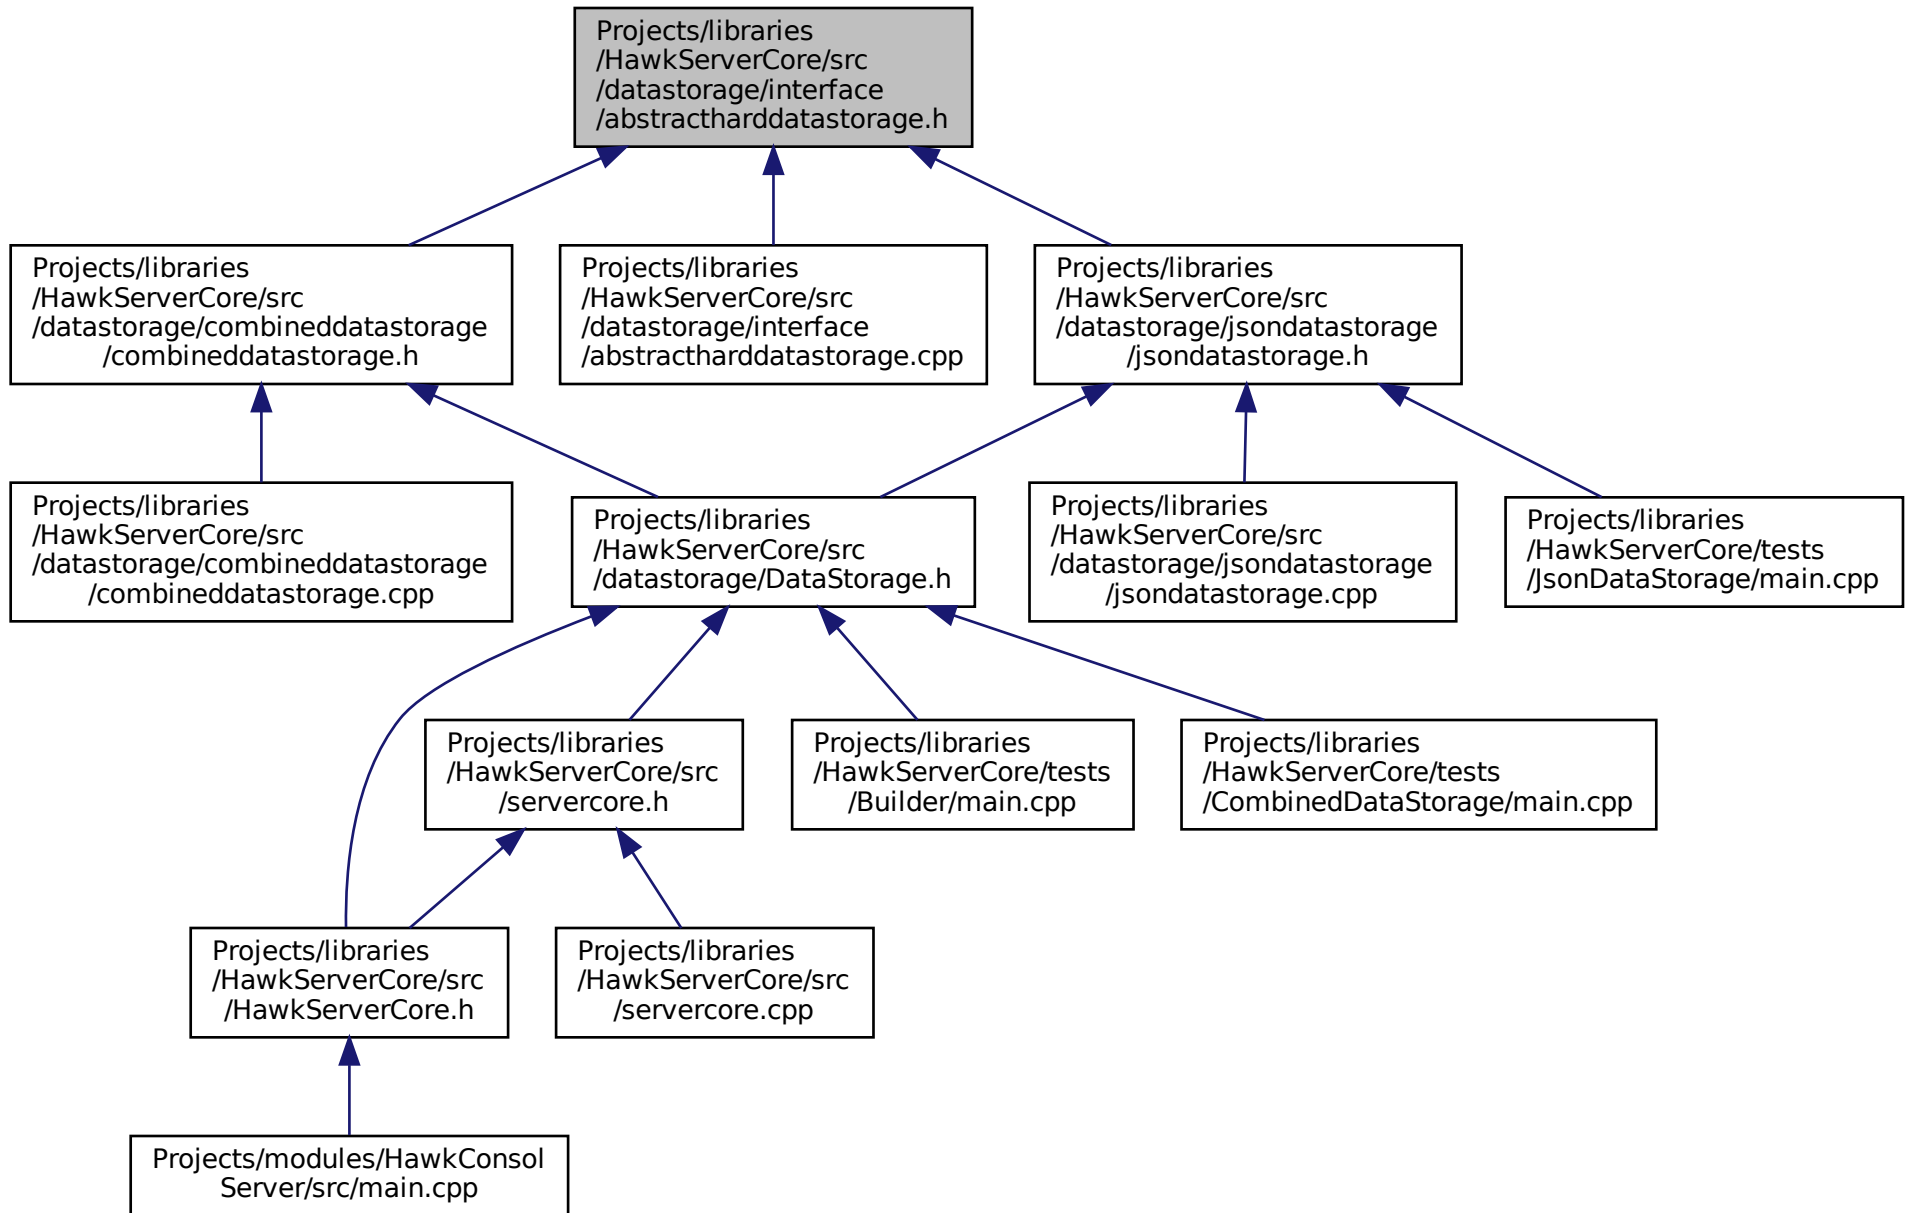 Projects/libraries
/HawkServerCore/src
/datastorage/interface
/abstractharddatastorage.h
Projects/libraries
/HawkServerCore/src
/datastorage/combineddatastorage
/combineddatastorage.h
Projects/libraries
/HawkServerCore/src
/datastorage/interface
/abstractharddatastorage.cpp
Projects/libraries
/HawkServerCore/src
/datastorage/jsondatastorage
/jsondatastorage.h
Projects/libraries
/HawkServerCore/src
/datastorage/combineddatastorage
/combineddatastorage.cpp
Projects/libraries
/HawkServerCore/src
/datastorage/DataStorage.h
Projects/libraries
/HawkServerCore/src
/datastorage/jsondatastorage
/jsondatastorage.cpp
Projects/libraries
/HawkServerCore/tests
/JsonDataStorage/main.cpp
Projects/libraries
/HawkServerCore/src
/servercore.h
Projects/libraries
/HawkServerCore/tests
/Builder/main.cpp
Projects/libraries
/HawkServerCore/tests
/CombinedDataStorage/main.cpp
Projects/libraries
/HawkServerCore/src
/HawkServerCore.h
Projects/libraries
/HawkServerCore/src
/servercore.cpp
Projects/modules/HawkConsol
Server/src/main.cpp